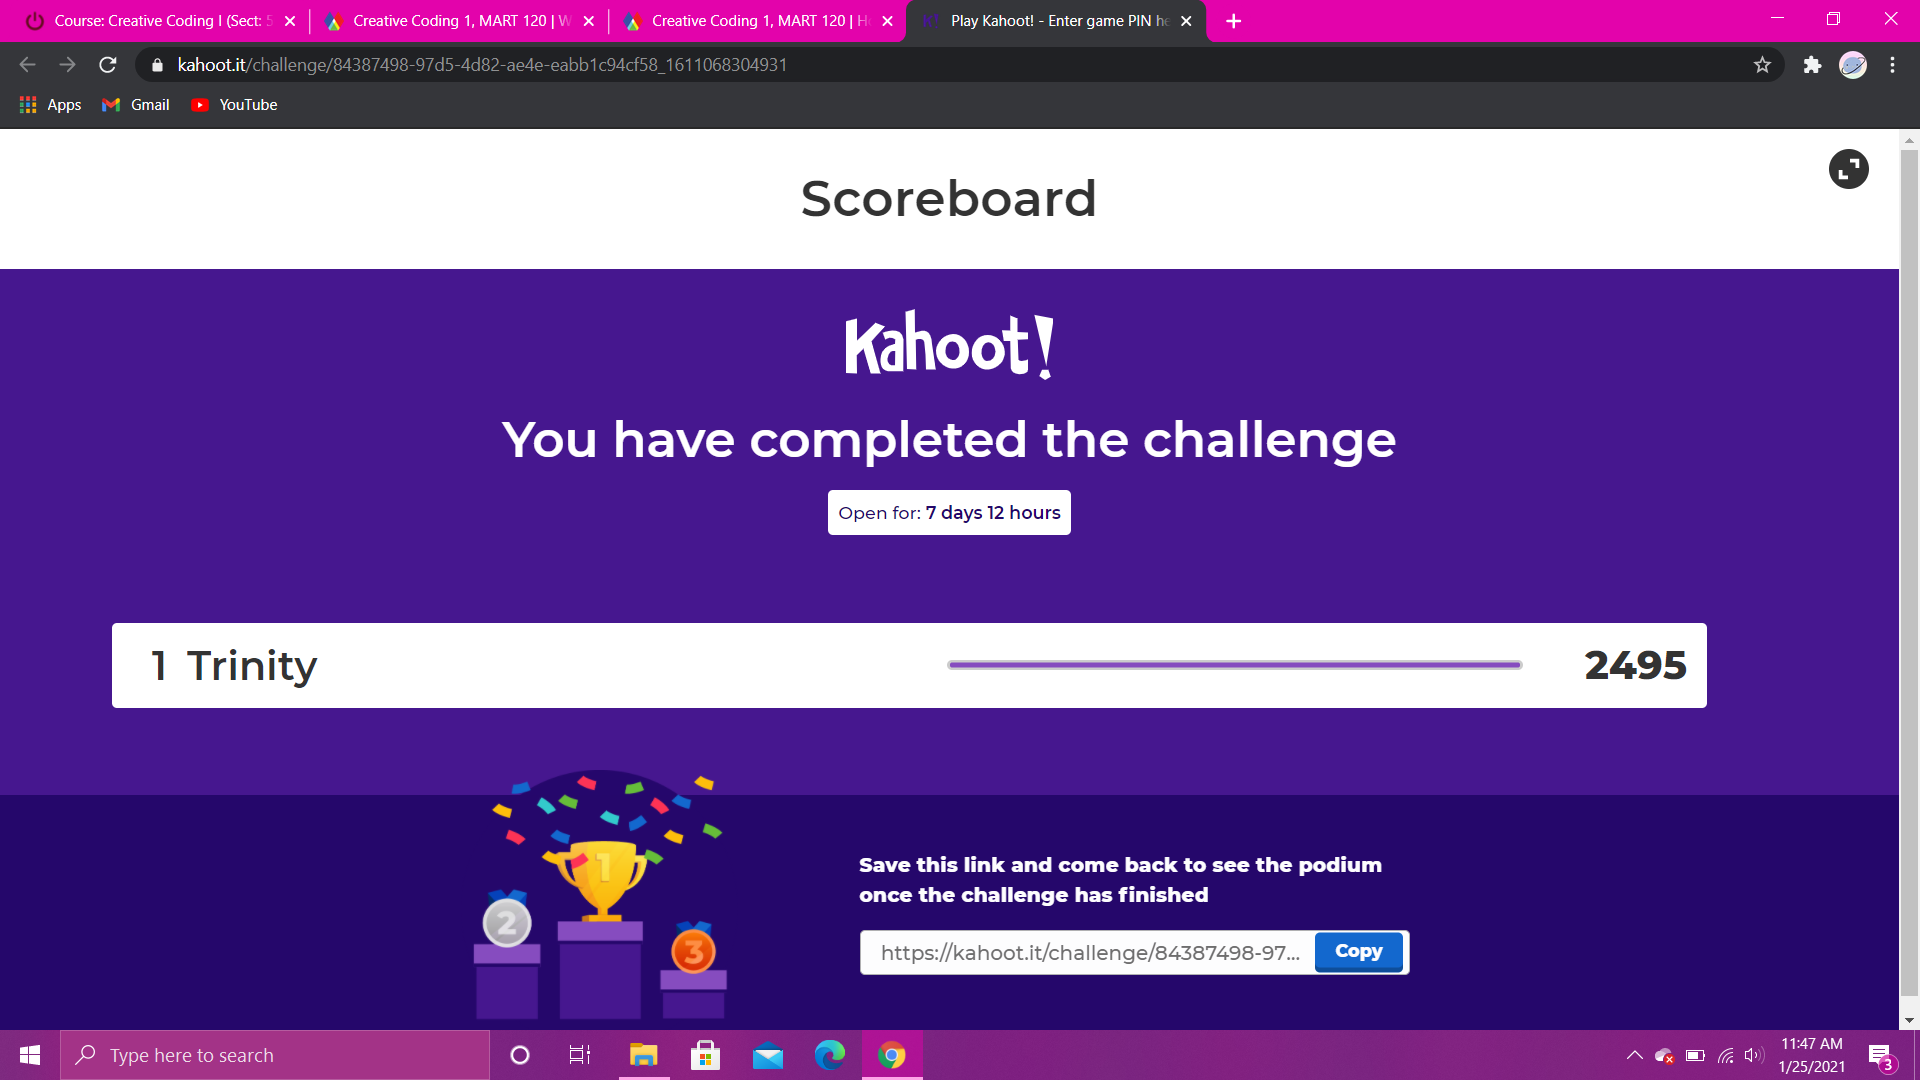 Course: Creative Coding I (Sect: 5
Creative Coding 1, MART 120 | W
Creative Coding 1, MART 120 | H
Play Kahoot! - Enter game PIN he
kahoot.it/challenge/84387498-97d5-4d82-ae4e-eabb1c94cf58_1611068304931
Apps
Gmail
YouTube
Scoreboard
Kahoot!
You have completed the challenge
Open for: 7 days 12 hours
1 Trinity 2495
1
2
3
Save this link and come back to see the podium
once the challenge has finished
https://kahoot.it/challenge/84387498-97... Copy
Type here to search
11:47 AM
1/25/2021
3